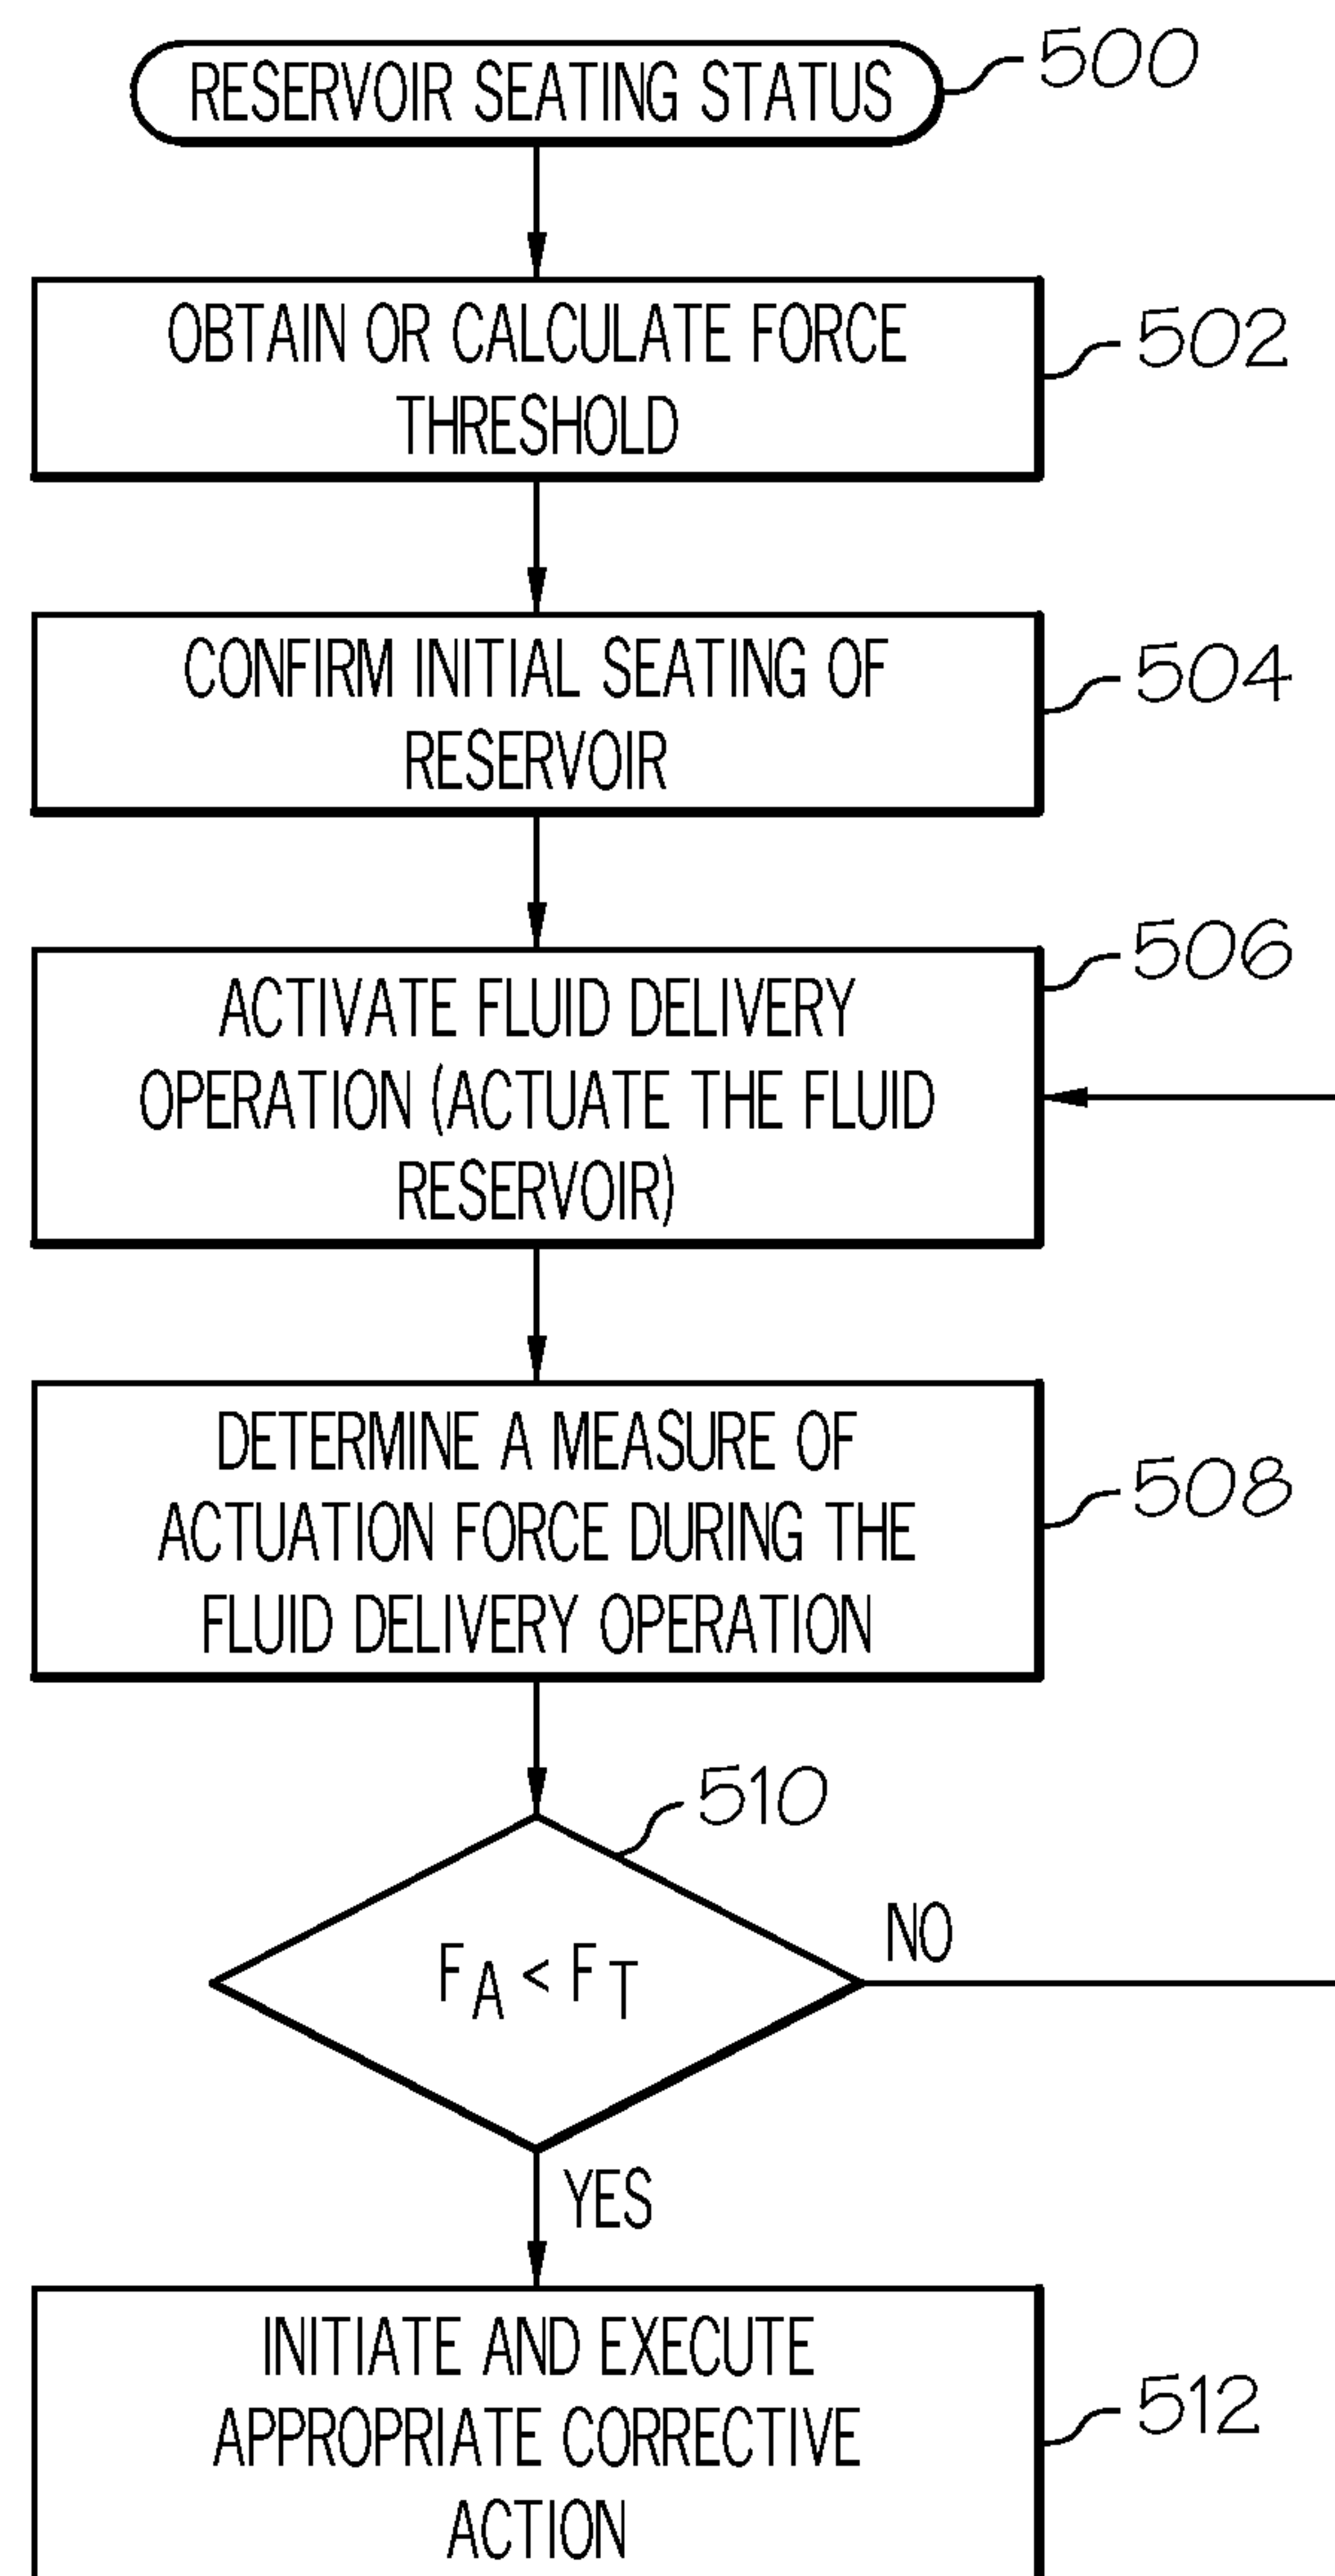 RESERVOIR SEATING STATUS
500
OBTAIN OR CALCULATE FORCE
THRESHOLD
502
CONFIRM INITIAL SEATING OF
RESERVOIR
504
ACTIVATE FLUID DELIVERY
OPERATION (ACTUATE THE FLUID
RESERVOIR)
506
DETERMINE A MEASURE OF
ACTUATION FORCE DURING THE
FLUID DELIVERY OPERATION
508
510
F A < F T
NO
YES
INITIATE AND EXECUTE
APPROPRIATE CORRECTIVE
ACTION
512